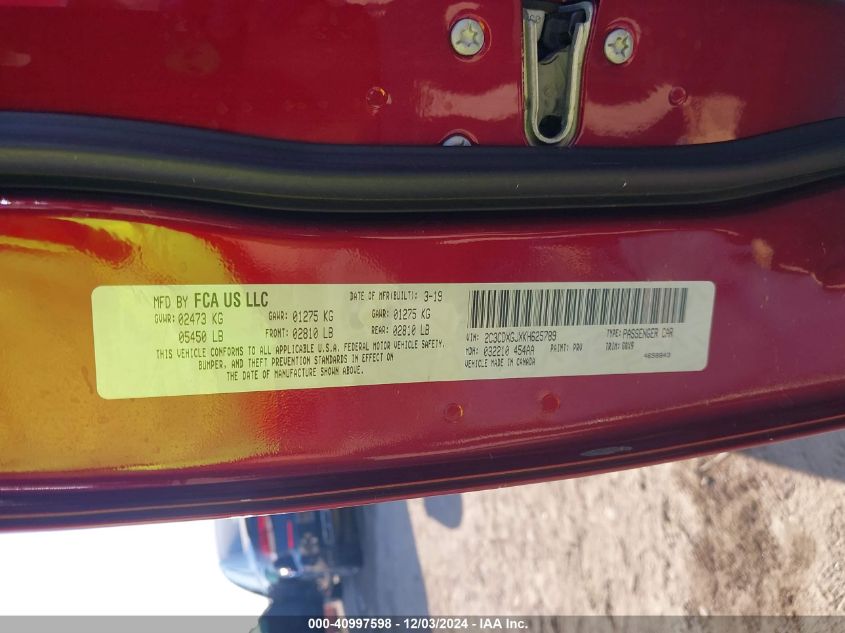 MFD BY FCA US LLC DATE OF MFR(BUILT): 3-19
GVWR: 02473 KG GAWR: 01275 KG GAWR: 01275 KG
05450 LB FRONT: 02810 LB REAR: 02810 LB
THIS VEHICLE CONFORMS TO ALL APPLICABLE U.S.A. FEDERAL MOTOR VEHICLE SAFETY,
BUMPER, AND THEFT PREVENTION STANDARDS IN EFFECT ON
THE DATE OF MANUFACTURE SHOWN ABOVE.
VIN: 2C3CDXGJXKH625789 TYPE: PASSENGER CAR
MDH: 032210 454AA PAINT: PRV TRIM: GBX9
VEHICLE MADE IN CANADA
000-40997598 - 12/03/2024 - IAA Inc.